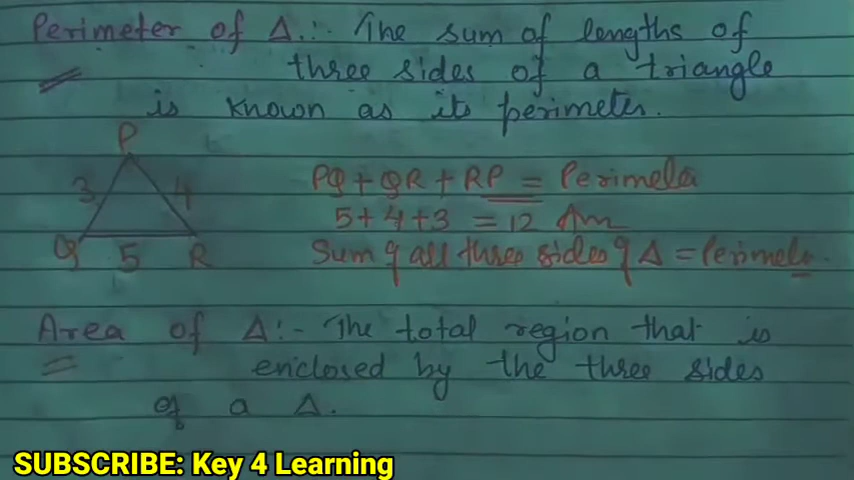 Perimeter of Δ :- The sum of lengths of
three sides of a triangle
is known as its perimeter.
P
3 4
Q 5 R
PQ + QR + RP = Perimeter
5 + 4 + 3 = 12 Ans
Sum of all three sides of Δ = Perimeter.
Area of Δ :- The total region that is
enclosed by the three sides
of a Δ.
SUBSCRIBE: Key 4 Learning